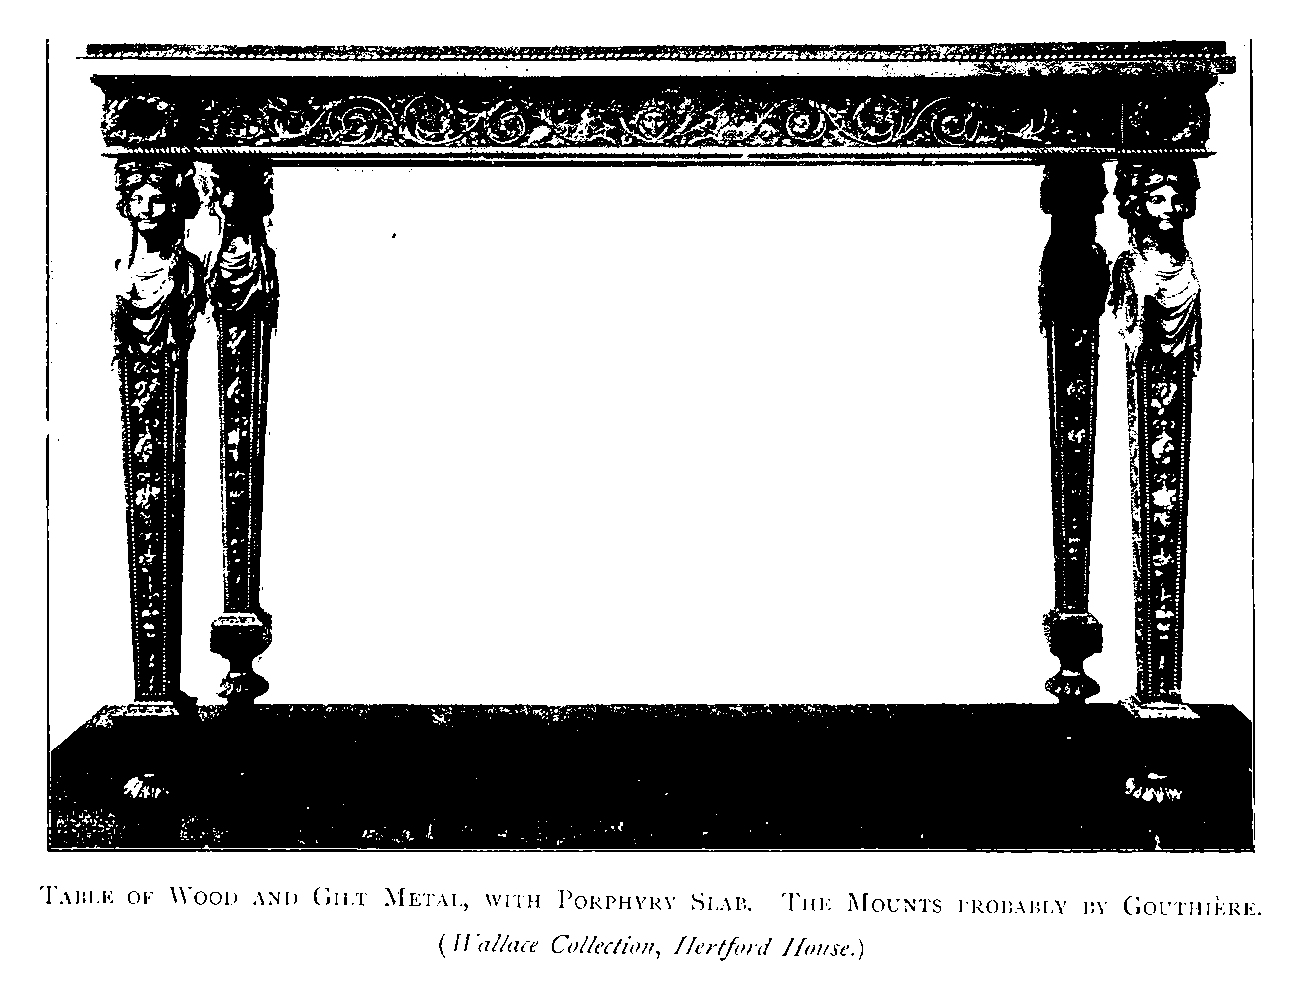 TABLE OF WOOD AND GILT METAL, WITH PORPHYRY SLAB. THE MOUNTS PROBABLY BY GOUTHIÈRE.
(Wallace Collection, Hertford House.)